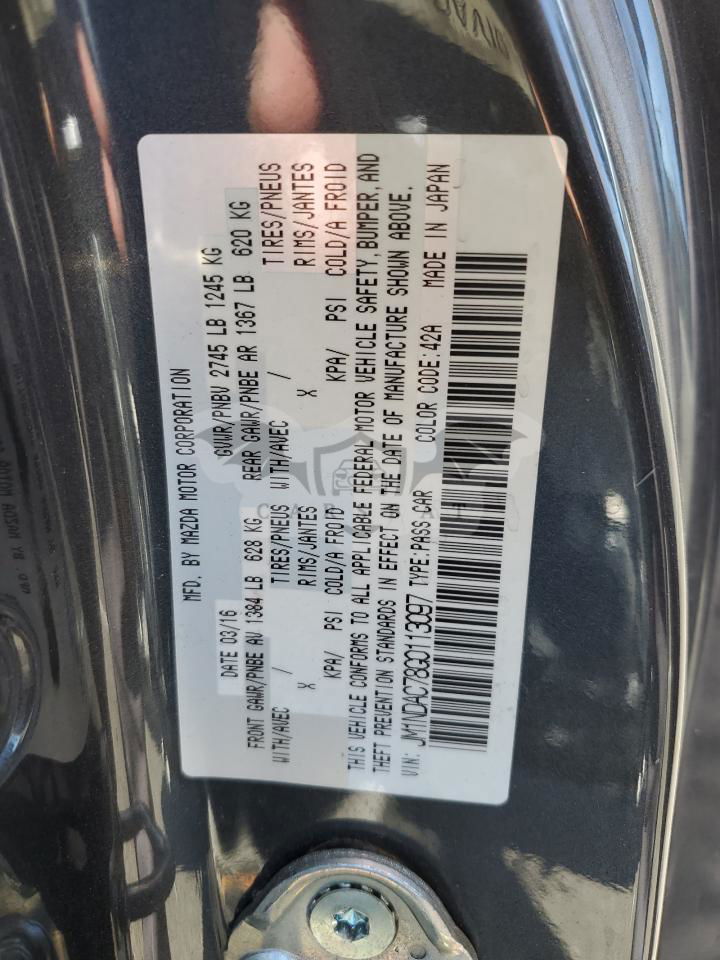 MFD. BY MAZDA MOTOR CORPORATION
DATE 03/16 GVWR/PNBV 2745 LB 1245 KG
FRONT GAWR/PNBE AV 1384 LB 628 KG REAR GAWR/PNBE AR 1367 LB 620 KG
WITH/AVEC / TIRES/PNEUS WITH/AVEC / TIRES/PNEUS
X RIMS/JANTES X RIMS/JANTES
KPA/ PSI COLD/A FROID KPA/ PSI COLD/A FROID
THIS VEHICLE CONFORMS TO ALL APPLICABLE FEDERAL MOTOR VEHICLE SAFETY, BUMPER, AND
THEFT PREVENTION STANDARDS IN EFFECT ON THE DATE OF MANUFACTURE SHOWN ABOVE.
VIN: JM1NDAC78G0113097 TYPE:PASS.CAR COLOR CODE:42A MADE IN JAPAN